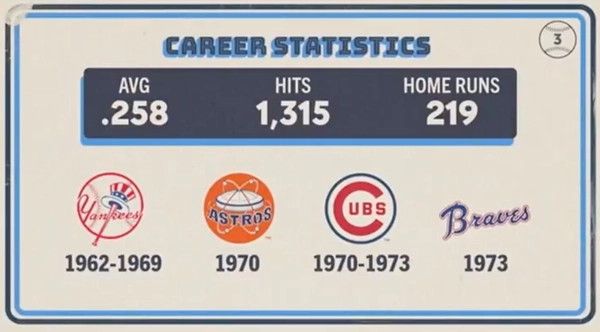 CAREER STATISTICS
3
AVG HITS HOME RUNS
.258 1,315 219
Yankees ASTROS CUBS Braves
1962-1969 1970 1970-1973 1973